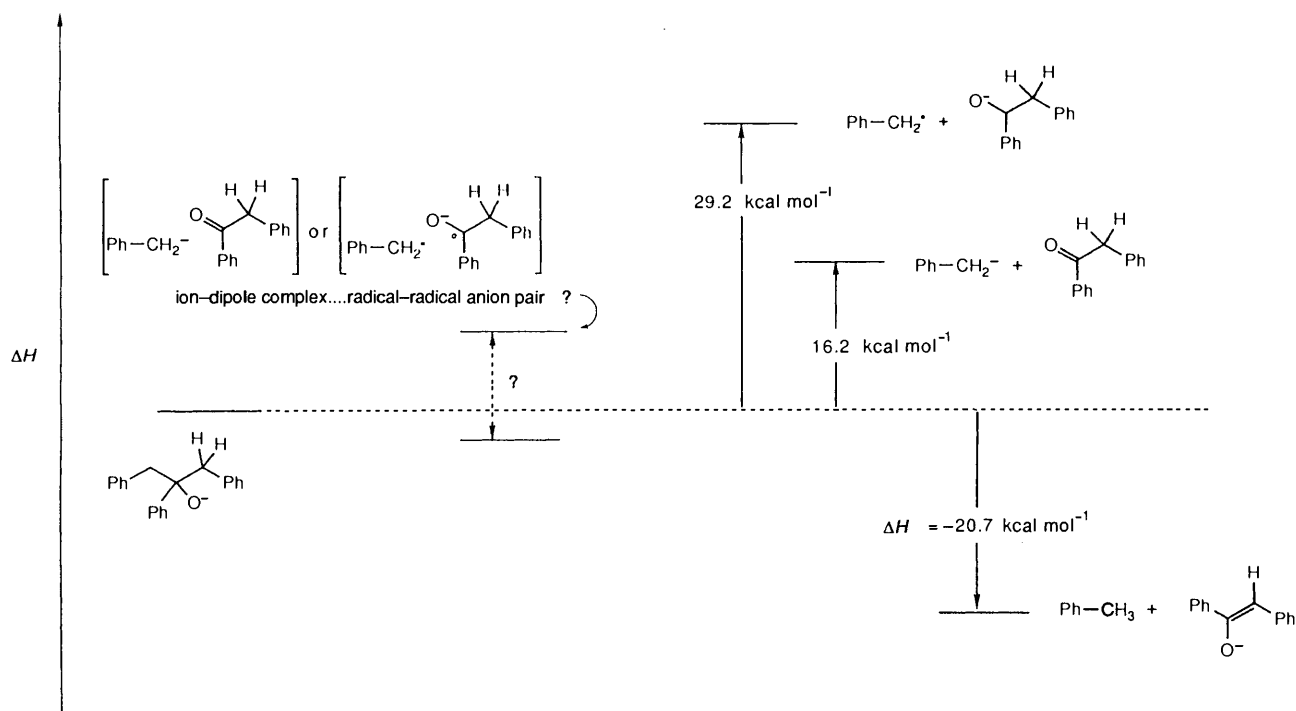 H H
O⁻
Ph–CH₂• +
Ph
Ph
29.2 kcal mol⁻¹
H H
O
Ph–CH₂⁻
Ph
Ph
or
H H
O⁻
Ph–CH₂•
Ph
Ph
ion–dipole complex....radical–radical anion pair ?
H H
O
Ph–CH₂⁻ +
Ph
Ph
16.2 kcal mol⁻¹
ΔH
?
H H
Ph
Ph
Ph O⁻
ΔH = –20.7 kcal mol⁻¹
H
Ph–CH₃ +
Ph
Ph
O⁻